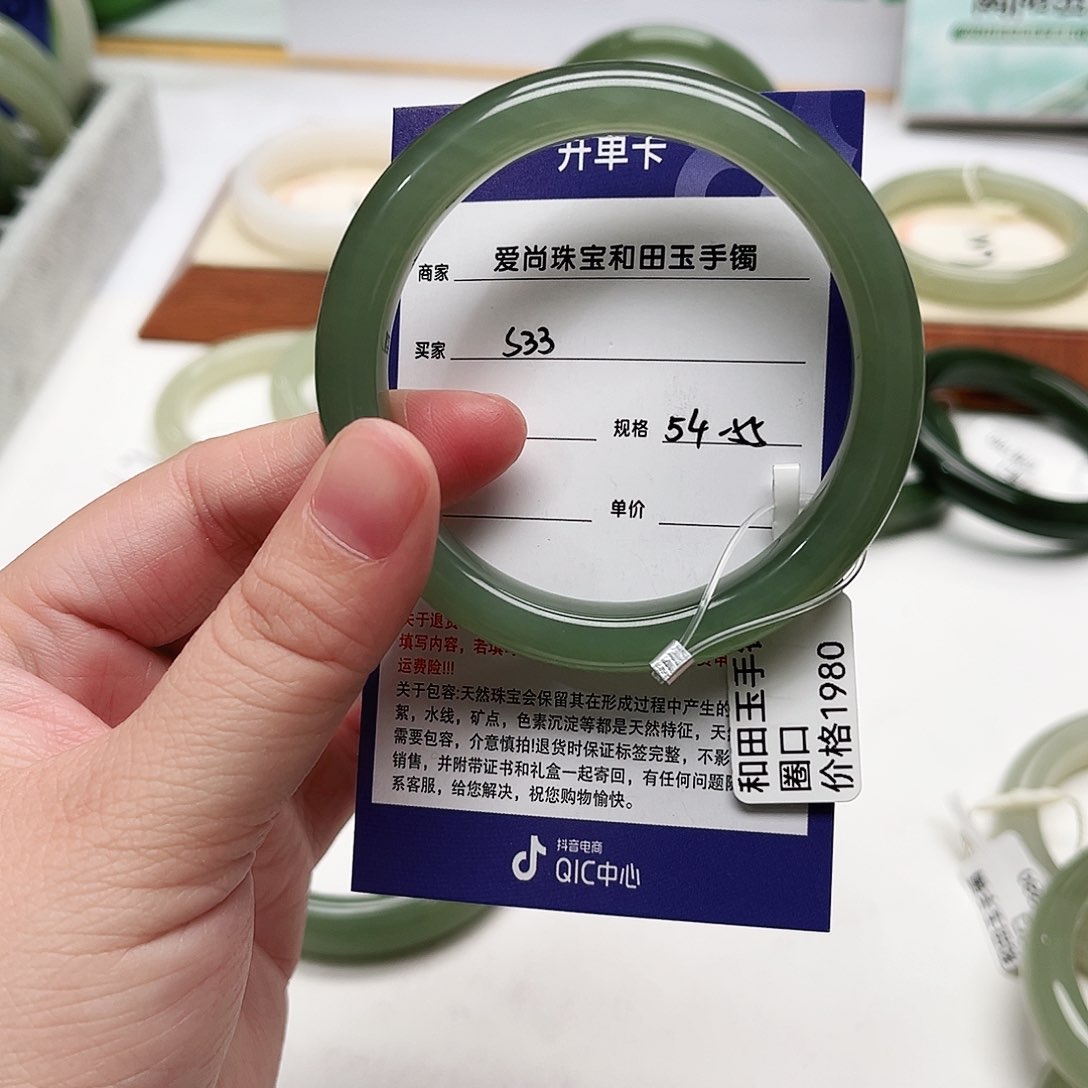 开单卡
商家 爱尚珠宝和田玉手镯
买家 S33
规格 54-55
单价
关于退货
填写内容，若填
运费险!!!
关于包容:天然珠宝会保留其在形成过程中产生的
絮，水线，矿点，色素沉淀等都是天然特征，天
需要包容，介意慎拍!退货时保证标签完整，不影
销售，并附带证书和礼盒一起寄回，有任何问题
系客服，给您解决，祝您购物愉快。
抖音电商
QIC中心
和田玉手
圈口
价格1980